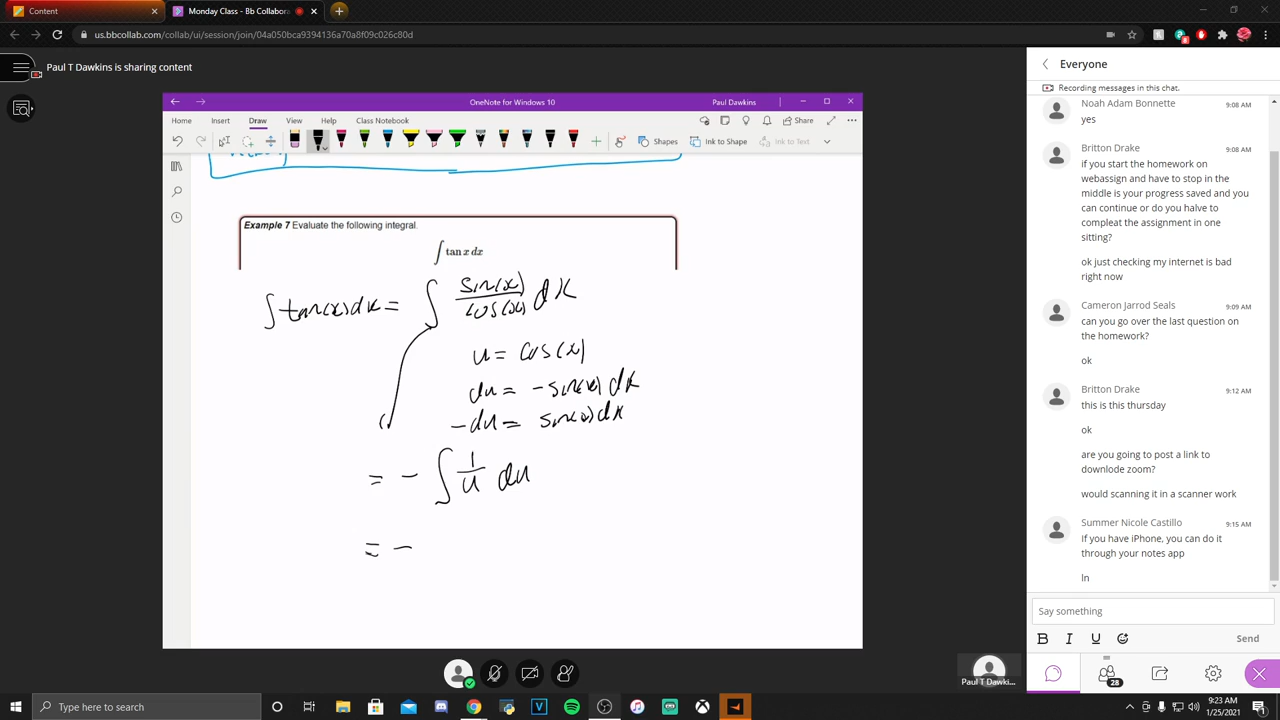 Content
Monday Class - Bb Collabora
us.bbcollab.com/collab/ui/session/join/04a050bca9394136a70a8f09c026c80d
Paul T Dawkins is sharing content
OneNote for Windows 10
Paul Dawkins
Home Insert Draw View Help Class Notebook
Share
Shapes Ink to Shape Ink to Text
Example 7 Evaluate the following integral.
∫ tan x dx
∫tan(x)dx = ∫ sin(x)/cos(x) dx
u = cos(x)
du = -sin(x) dx
-du = sin(x)dx
= - ∫ 1/u du
= -
Everyone
Recording messages in this chat.
Noah Adam Bonnette 9:08 AM
yes
Britton Drake 9:08 AM
if you start the homework on
webassign and have to stop in the
middle is your progress saved and you
can continue or do you halve to
compleat the assignment in one
sitting?
ok just checking my internet is bad
right now
Cameron Jarrod Seals 9:09 AM
can you go over the last question on
the homework?
ok
Britton Drake 9:12 AM
this is this thursday
ok
are you going to post a link to
downlode zoom?
would scanning it in a scanner work
Summer Nicole Castillo 9:15 AM
If you have iPhone, you can do it
through your notes app
ln
Say something
B I U Send
23
Paul T Dawki...
Type here to search
9:23 AM
1/25/2021